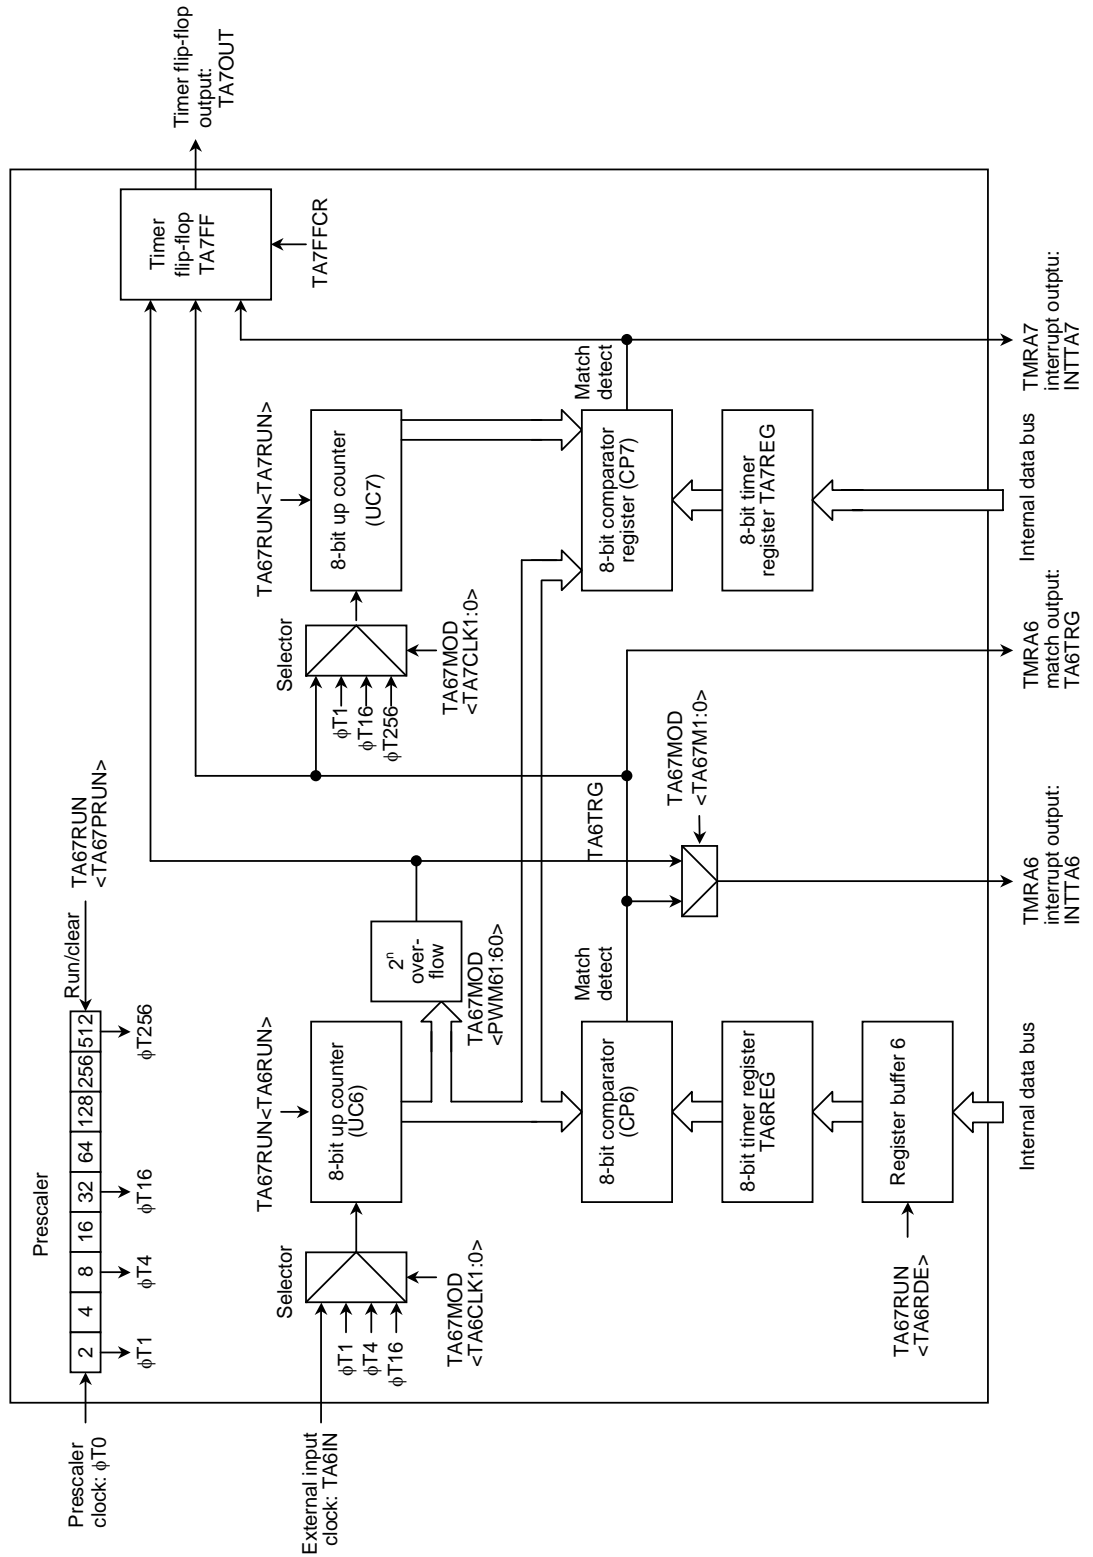 Prescaler
clock: ϕT0
Prescaler
2
4
8
16
32
64
128
256
512
Run/clear
TA67RUN
<TA67PRUN>
ϕT1
ϕT4
ϕT16
ϕT256
External input
clock: TA6IN
Selector
ϕT1
ϕT4
ϕT16
TA67MOD
<TA6CLK1:0>
TA67RUN<TA6RUN>
8-bit up counter
(UC6)
2ⁿ
over-
flow
TA67MOD
<PWM61:60>
Selector
ϕT1
ϕT16
ϕT256
TA67MOD
<TA7CLK1:0>
TA67RUN<TA7RUN>
8-bit up counter
(UC7)
Timer
flip-flop
TA7FF
TA7FFCR
Timer flip-flop
output:
TA7OUT
8-bit comparator
(CP6)
Match
detect
TA6TRG
TA67MOD
<TA67M1:0>
8-bit comparator
register (CP7)
Match
detect
8-bit timer register
TA6REG
8-bit timer
register TA7REG
Register buffer 6
TA67RUN
<TA6RDE>
Internal data bus
TMRA6
interrupt output:
INTTA6
TMRA6
match output:
TA6TRG
Internal data bus
TMRA7
interrupt outptu:
INTTA7